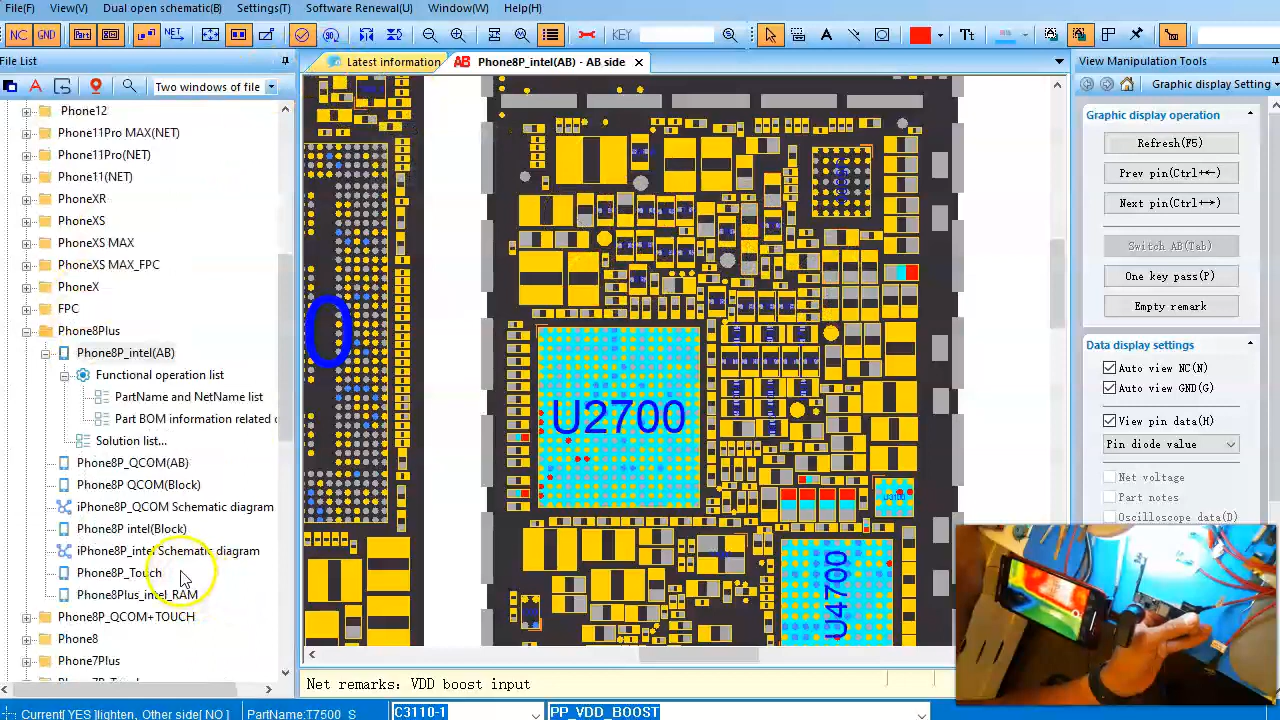 File(F) View(V) Dual open schematic(B) Settings(T) Software Renewal(U) Window(W) Help(H)
NC GND Part NET KEY A Tt
File List
Latest information
AB Phone8P_intel(AB) - AB side
View Manipulation Tools
A Two windows of file
Graphic display Setting
Phone12
Phone11Pro MAX(NET)
Phone11Pro(NET)
Phone11(NET)
PhoneXR
PhoneXS
PhoneXS MAX
PhoneXS MAX_FPC
PhoneX
FPC
Phone8Plus
Phone8P_intel(AB)
Functional operation list
PartName and NetName list
Part BOM information related
Solution list...
Phone8P_QCOM(AB)
Phone8P QCOM(Block)
iPhone8P_QCOM Schematic diagram
Phone8P intel(Block)
iPhone8P_intel Schematic diagram
Phone8P_Touch
Phone8Plus_intel_RAM
Phone8P_QCOM+TOUCH
Phone8
Phone7Plus
0
U2700
U4700
Graphic display operation
Refresh(F5)
Prev pin(Ctrl+←)
Next pin(Ctrl+→)
Switch AB(Tab)
One key pass(P)
Empty remark
Data display settings
Auto view NC(N)
Auto view GND(G)
View pin data(H)
Pin diode value
Net voltage
Part notes
Oscilloscope data(D)
Net remarks: VDD boost input
Current[ YES ]lighten, Other side[ NO ] PartName:T7500_S C3110-1 PP_VDD_BOOST